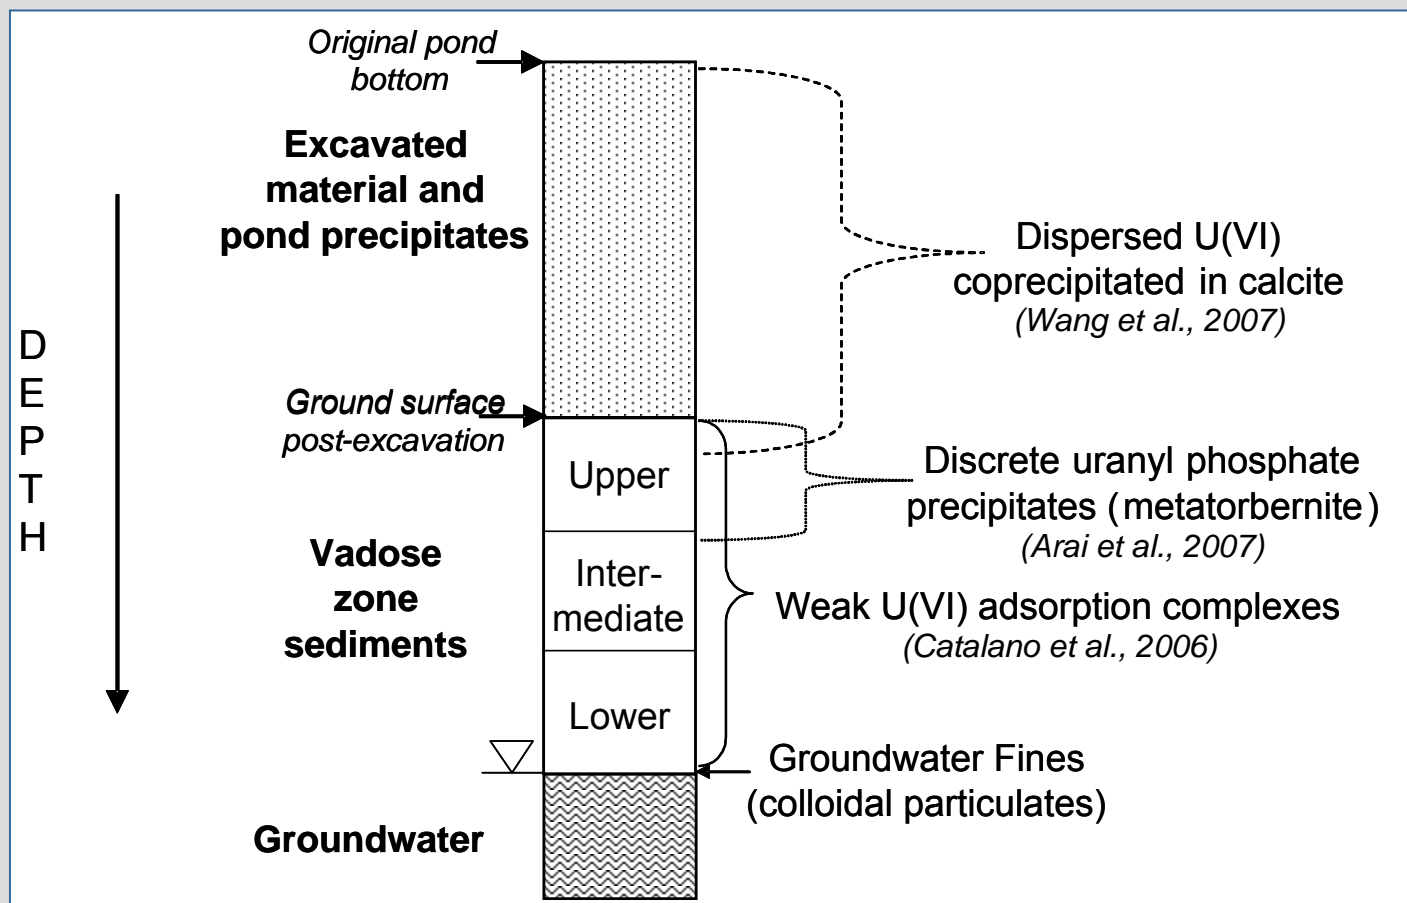 Original pond
bottom
Excavated
material and
pond precipitates
Dispersed U(VI)
coprecipitated in calcite
(Wang et al., 2007)
D
E
P
T
H
Ground surface
post-excavation
Upper
Discrete uranyl phosphate
precipitates (metatorbernite)
(Arai et al., 2007)
Vadose
zone
sediments
Inter-
mediate
Weak U(VI) adsorption complexes
(Catalano et al., 2006)
Lower
Groundwater Fines
(colloidal particulates)
Groundwater